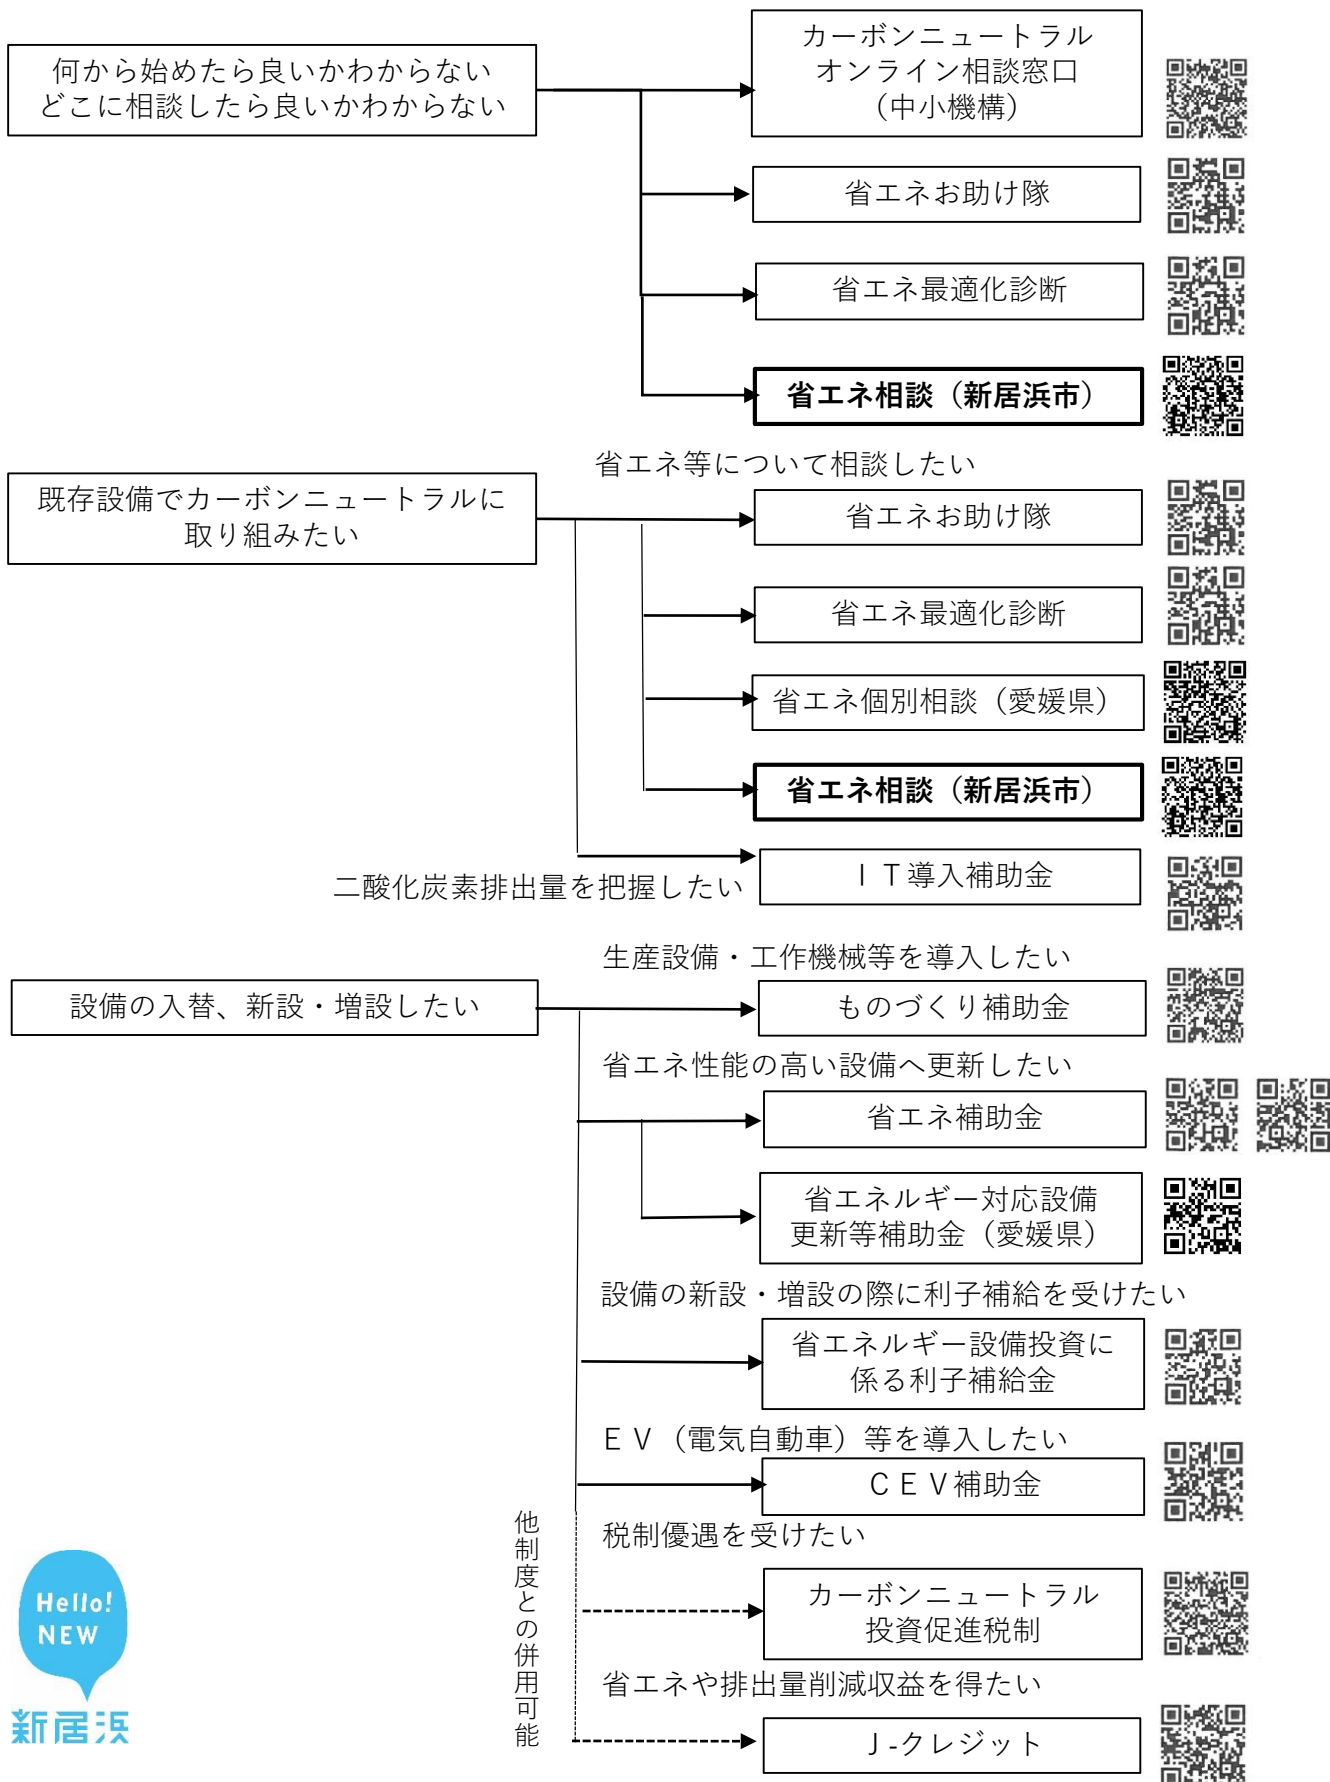 カーボンニュートラル
オンライン相談窓口
（中小機構）
何から始めたら良いかわからない
どこに相談したら良いかわからない
省エネお助け隊
省エネ最適化診断
省エネ相談（新居浜市）
省エネ等について相談したい
既存設備でカーボンニュートラルに
取り組みたい
省エネお助け隊
省エネ最適化診断
省エネ個別相談（愛媛県）
省エネ相談（新居浜市）
二酸化炭素排出量を把握したい
ＩＴ導入補助金
生産設備・工作機械等を導入したい
設備の入替、新設・増設したい
ものづくり補助金
省エネ性能の高い設備へ更新したい
省エネ補助金
省エネルギー対応設備
更新等補助金（愛媛県）
設備の新設・増設の際に利子補給を受けたい
省エネルギー設備投資に
係る利子補給金
ＥＶ（電気自動車）等を導入したい
ＣＥＶ補助金
他制度との併用可能
税制優遇を受けたい
カーボンニュートラル
投資促進税制
省エネや排出量削減収益を得たい
Ｊ-クレジット
Hello!
NEW
新居浜